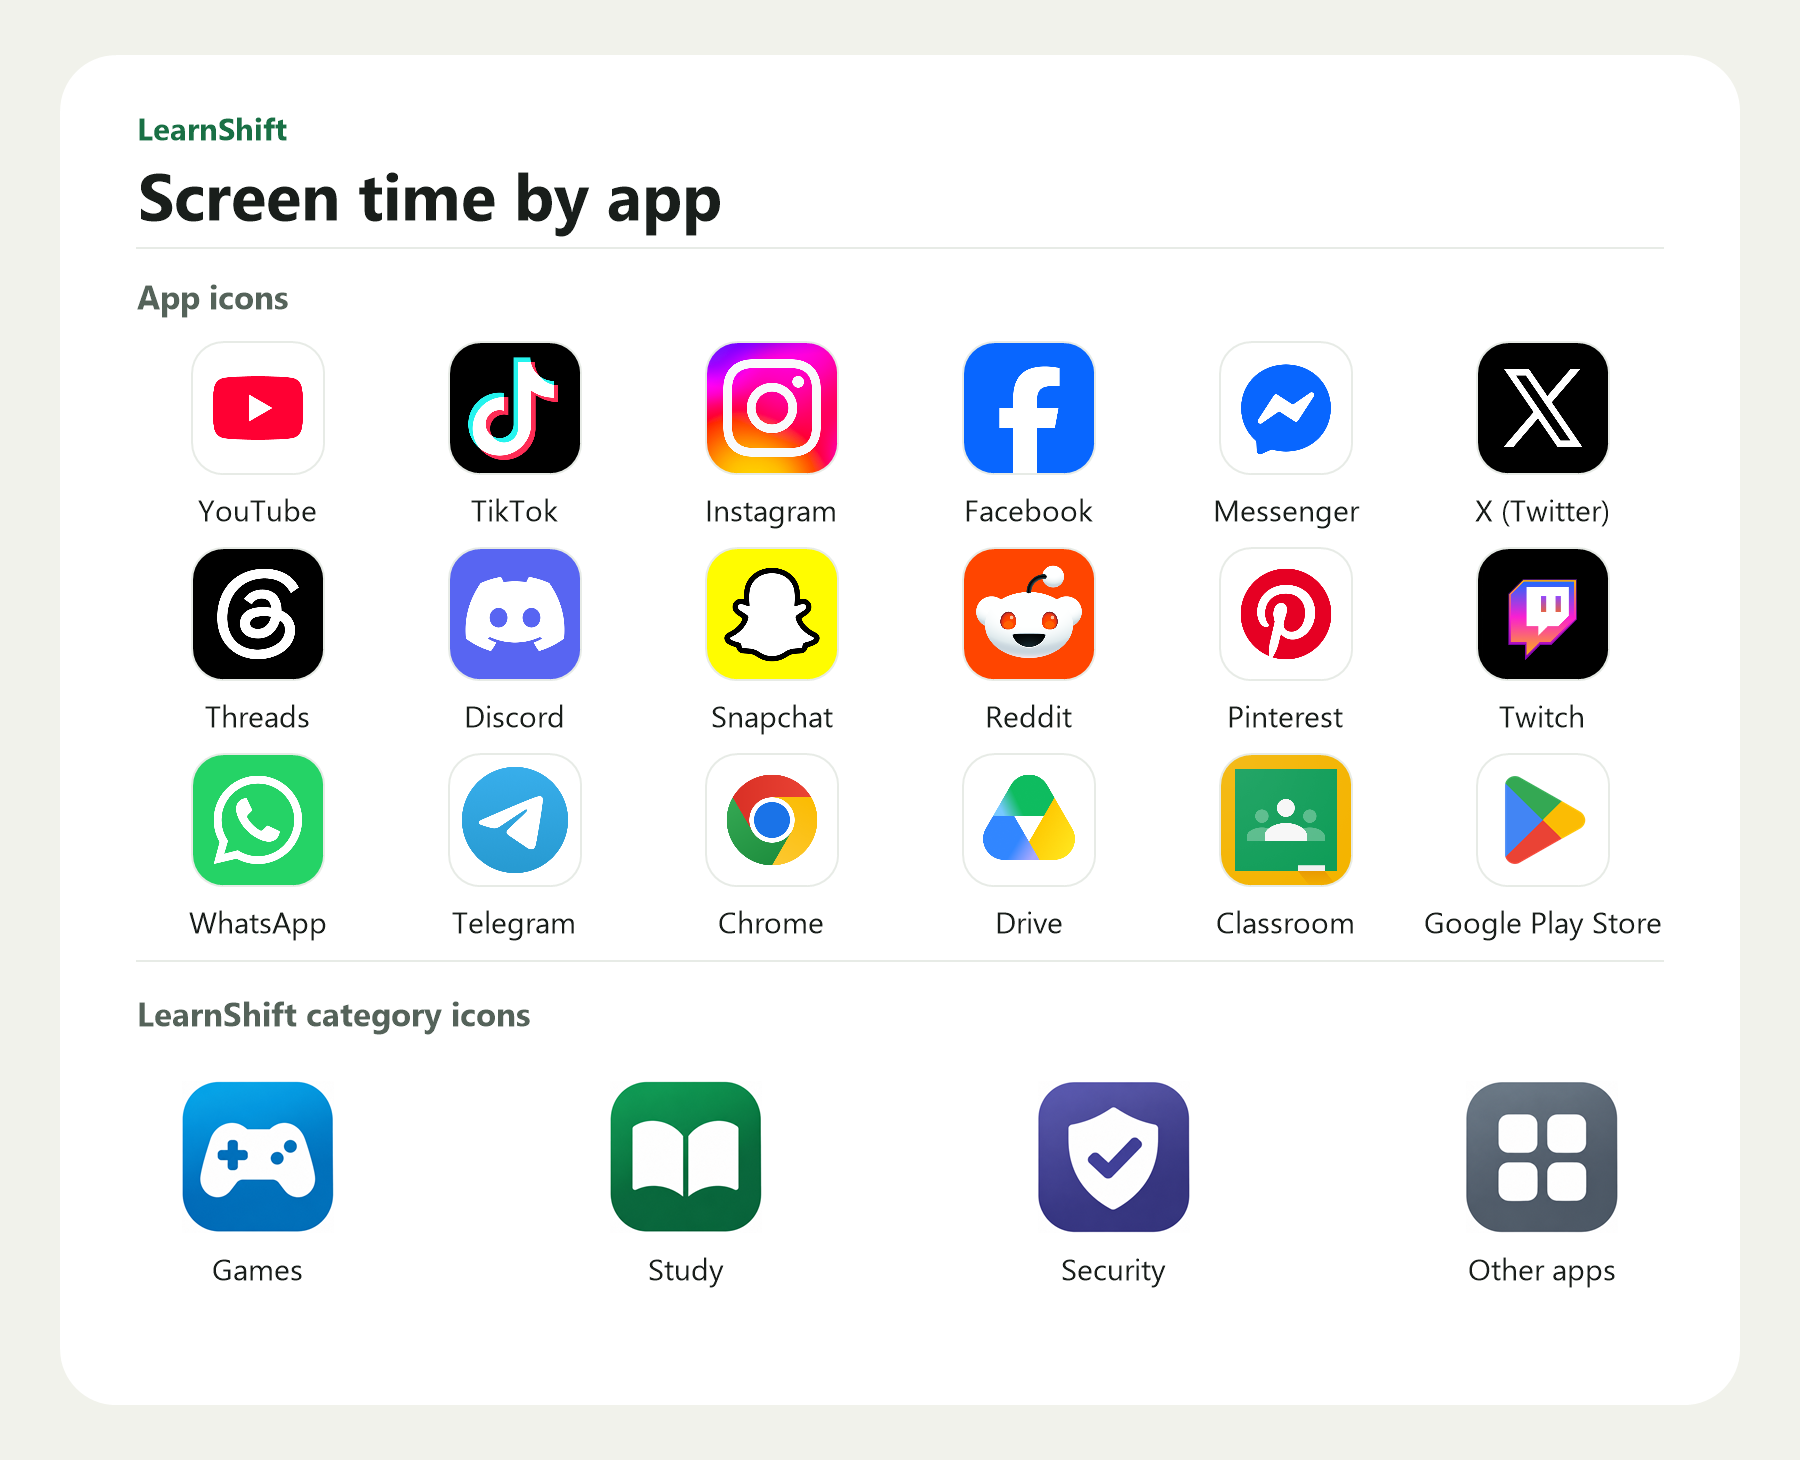 LearnShift
Screen time by app
App icons
YouTube TikTok Instagram Facebook Messenger X (Twitter)
Threads Discord Snapchat Reddit Pinterest Twitch
WhatsApp Telegram Chrome Drive Classroom Google Play Store
LearnShift category icons
Games Study Security Other apps